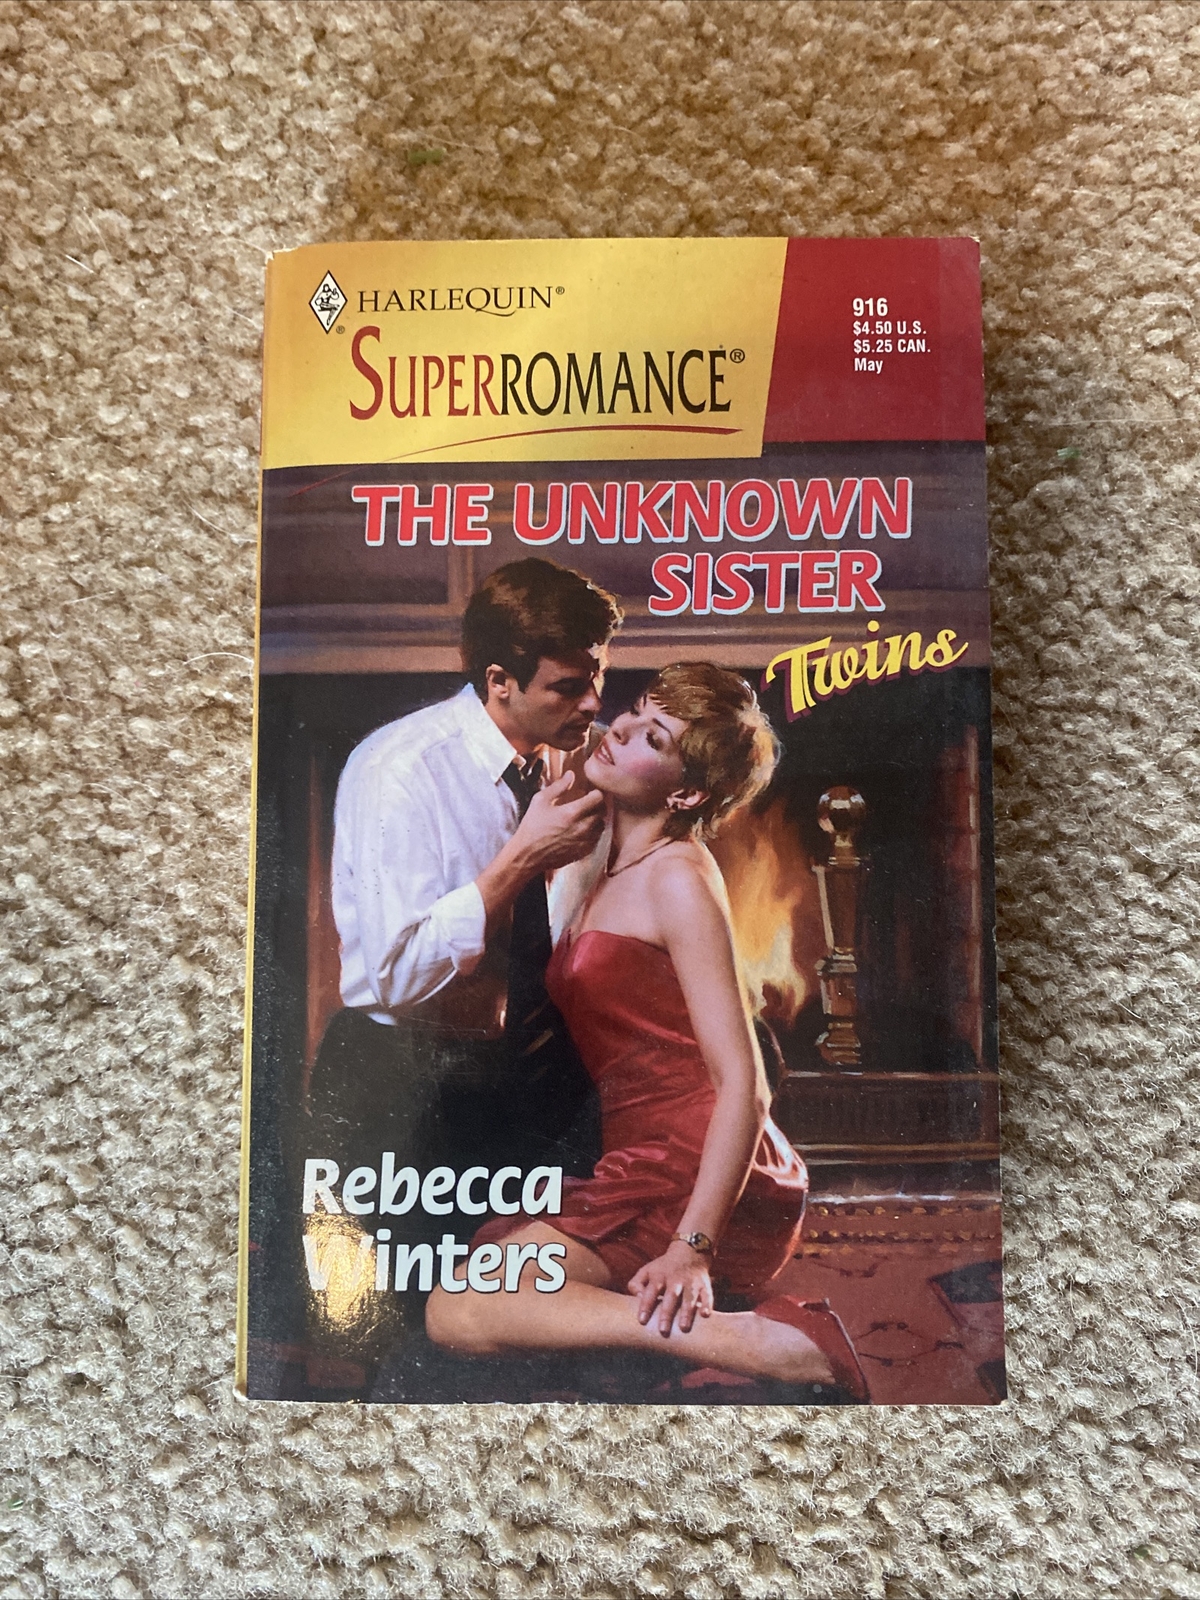 HARLEQUIN®
®
SUPERROMANCE®
916
$4.50 U.S.
$5.25 CAN.
May
THE UNKNOWN
SISTER
Twins
Rebecca
Winters